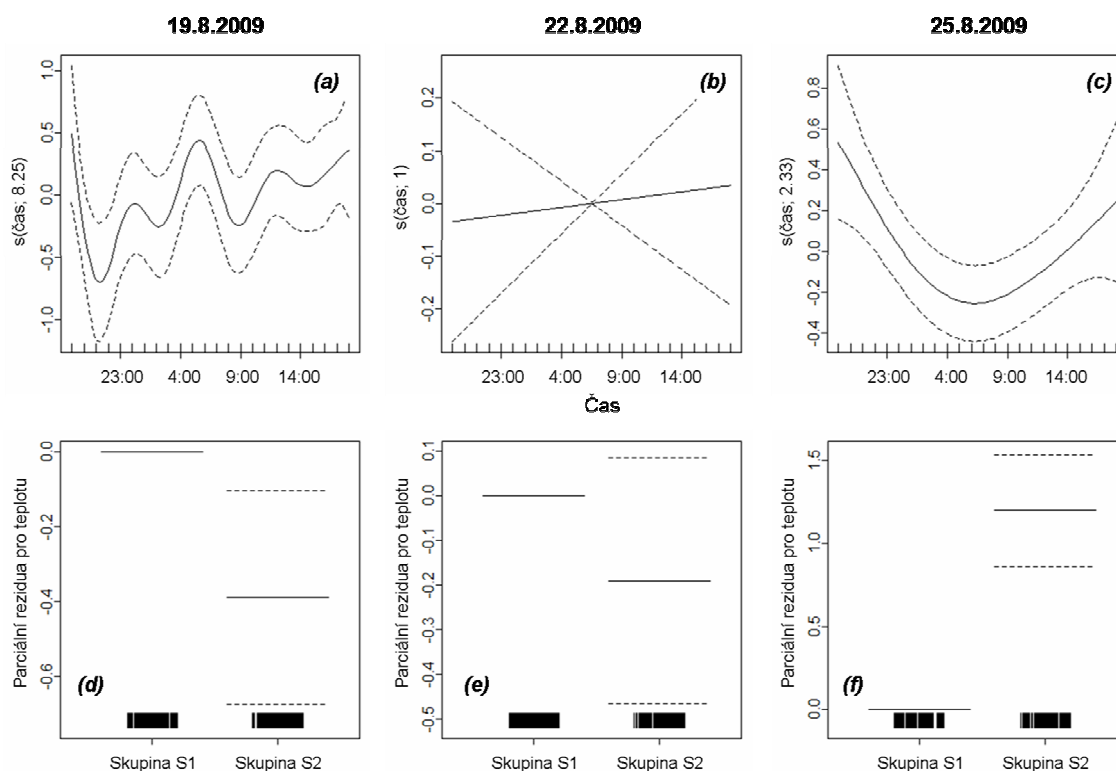 19.8.2009
22.8.2009
25.8.2009
(a)
s(čas; 8.25)
1.0
0.5
0.0
-0.5
-1.0
23:00 4:00 9:00 14:00
(b)
s(čas; 1)
0.2
0.1
0.0
-0.1
-0.2
23:00 4:00 9:00 14:00
(c)
s(čas; 2.33)
0.8
0.6
0.4
0.2
0.0
-0.2
-0.4
23:00 4:00 9:00 14:00
Čas
(d)
Parciální rezidua pro teplotu
0.0
-0.2
-0.4
-0.6
Skupina S1 Skupina S2
(e)
Parciální rezidua pro teplotu
0.1
0.0
-0.1
-0.2
-0.3
-0.4
-0.5
Skupina S1 Skupina S2
(f)
Parciální rezidua pro teplotu
1.5
1.0
0.5
0.0
Skupina S1 Skupina S2